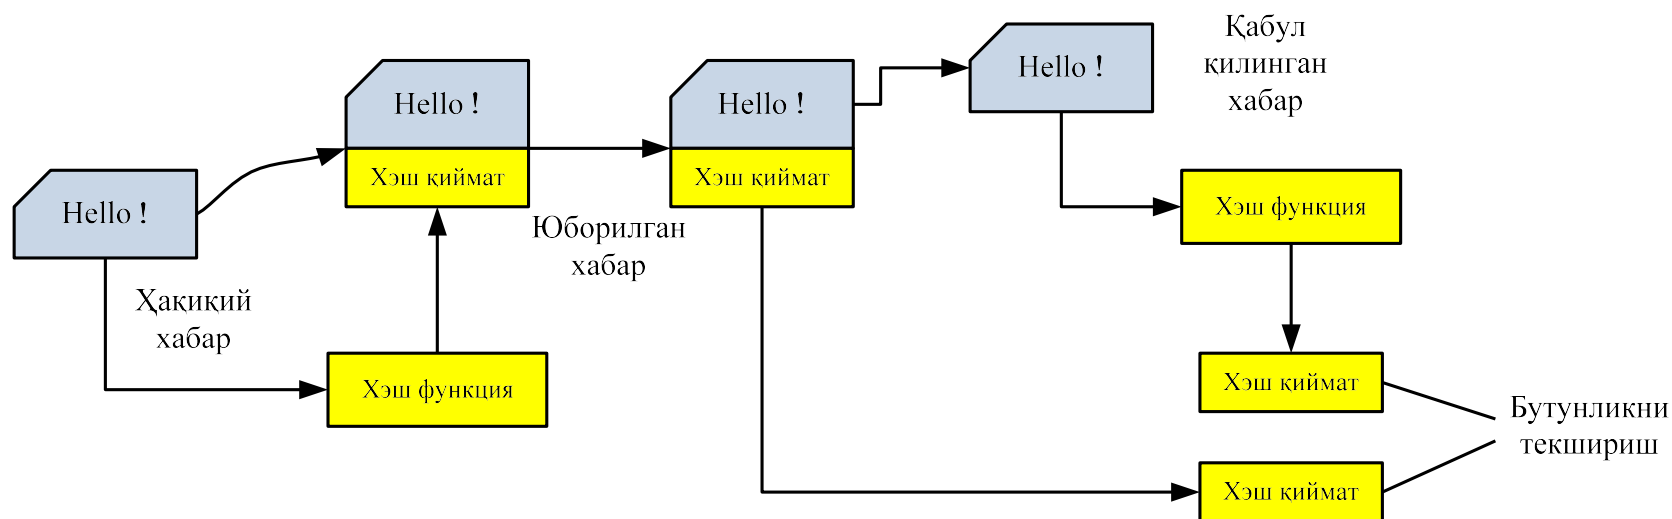 Hello !
Ҳақиқий
хабар
Хэш функция
Hello !
Хэш қиймат
Юборилган
хабар
Hello !
Хэш қиймат
Hello !
Қабул
қилинган
хабар
Хэш функция
Хэш қиймат
Хэш қиймат
Бутунликни
текшириш